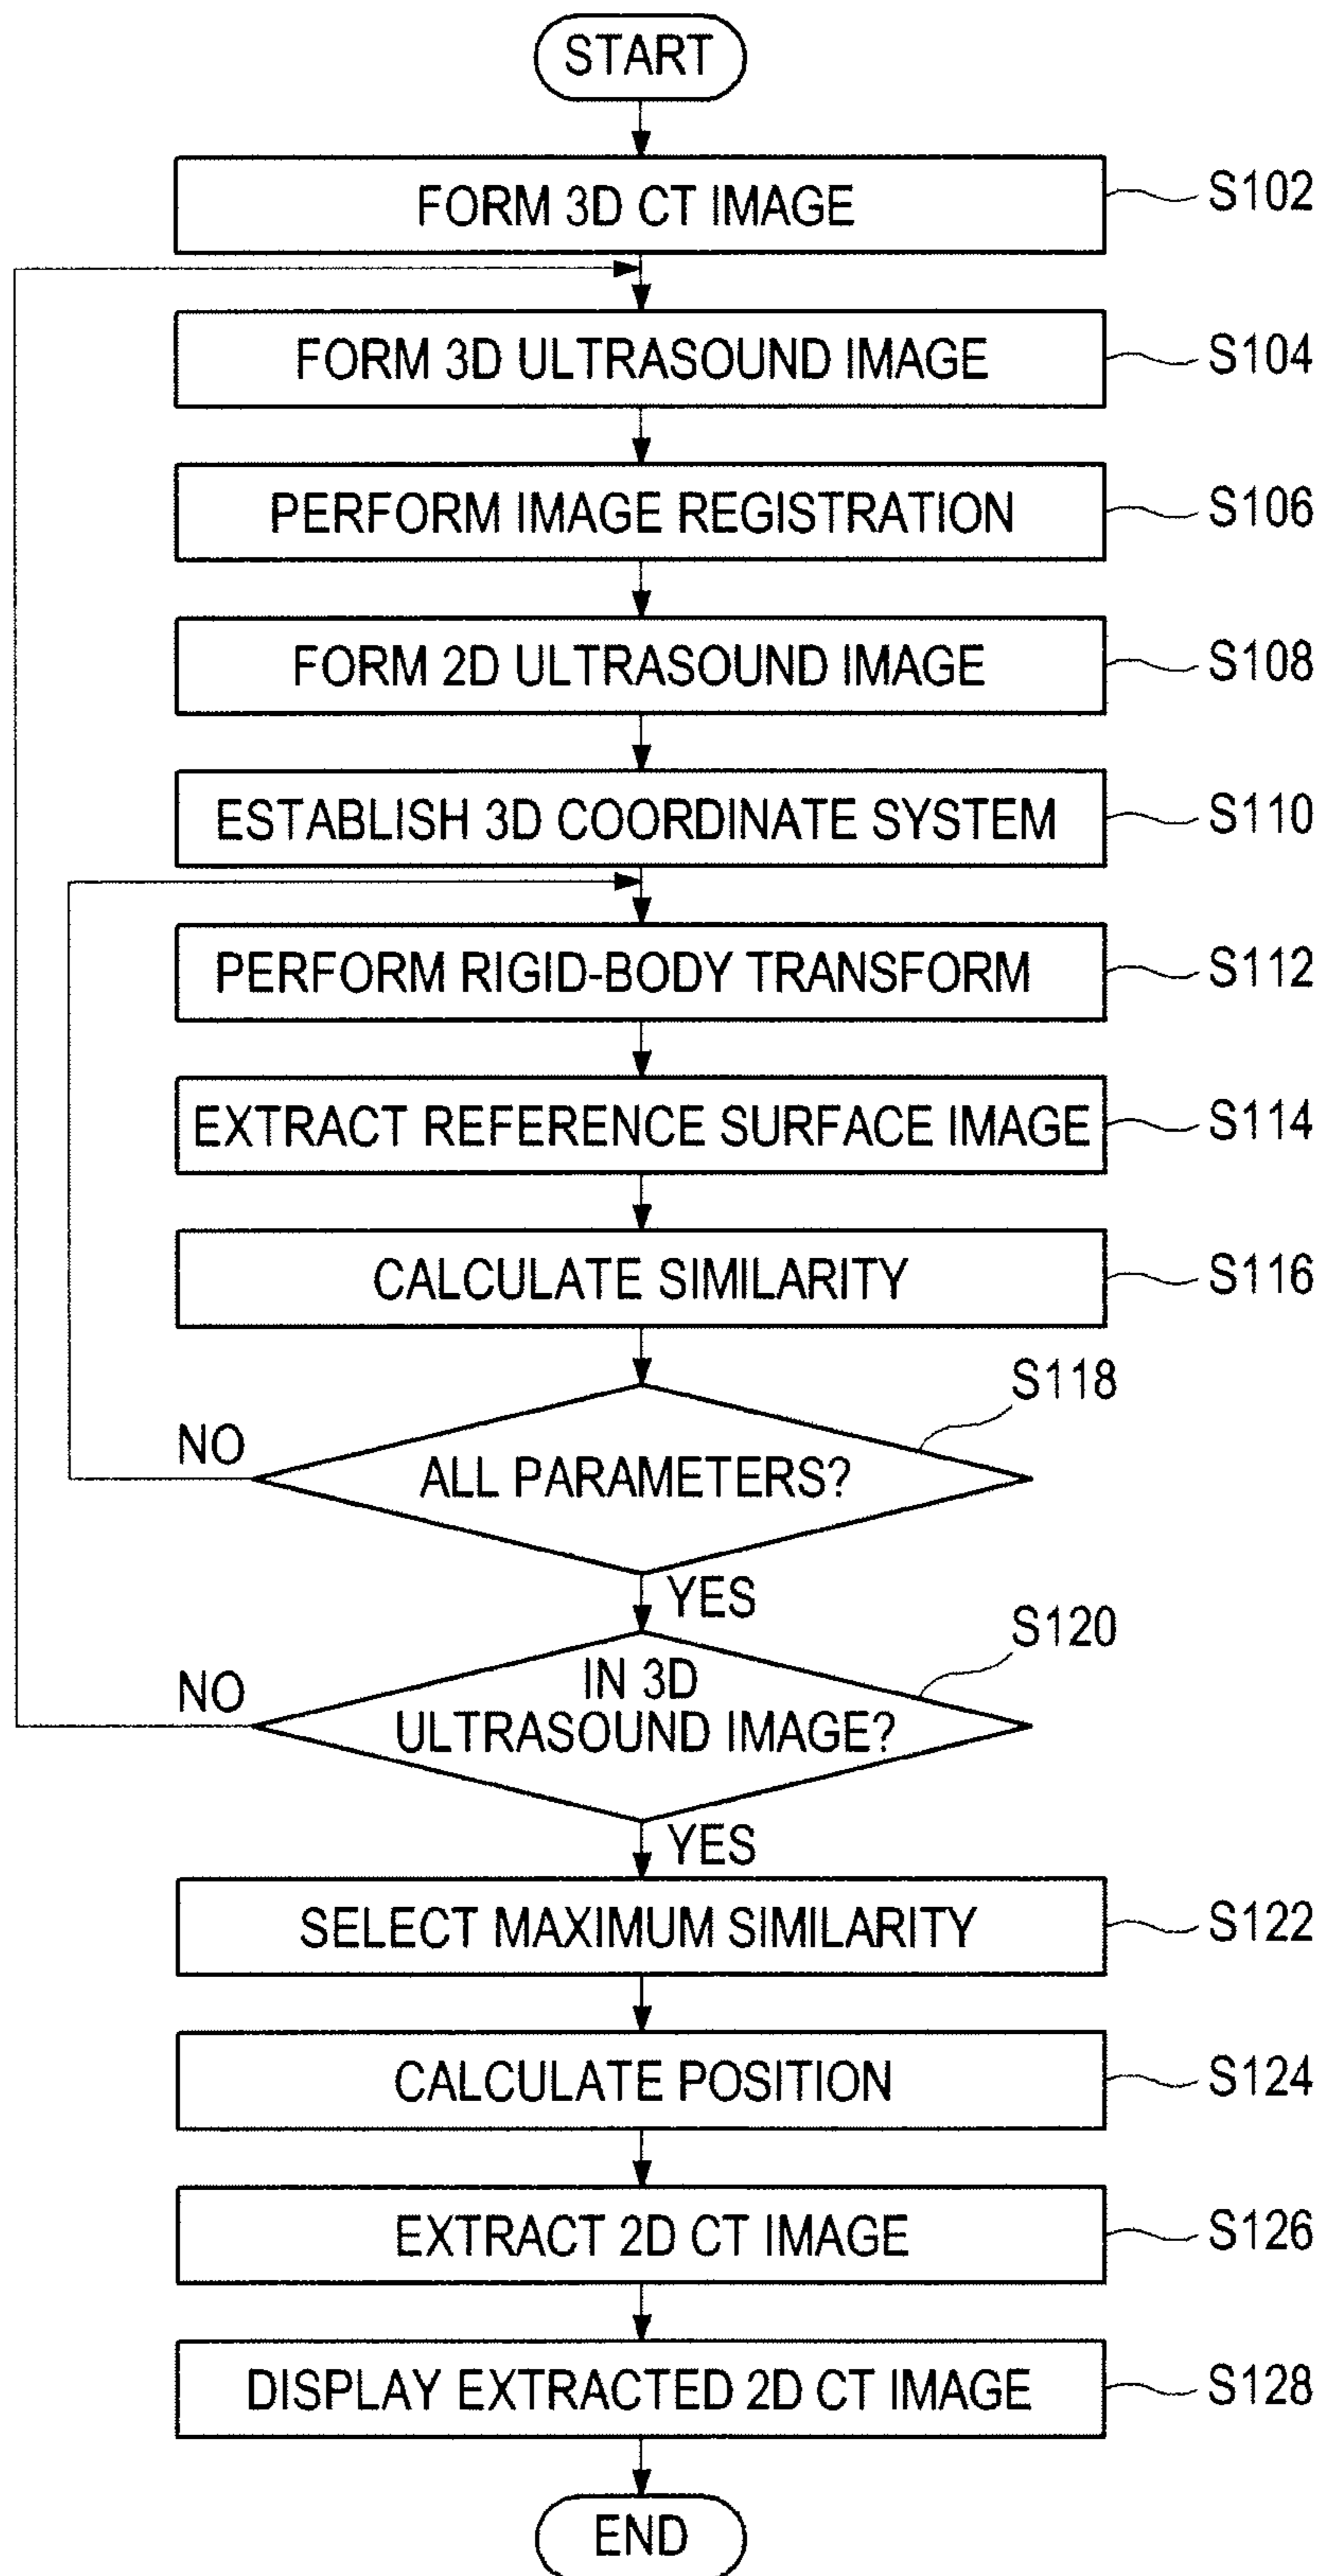 START
FORM 3D CT IMAGE
S102
FORM 3D ULTRASOUND IMAGE
S104
PERFORM IMAGE REGISTRATION
S106
FORM 2D ULTRASOUND IMAGE
S108
ESTABLISH 3D COORDINATE SYSTEM
S110
PERFORM RIGID-BODY TRANSFORM
S112
EXTRACT REFERENCE SURFACE IMAGE
S114
CALCULATE SIMILARITY
S116
S118
NO
ALL PARAMETERS?
YES
S120
NO
IN 3D
ULTRASOUND IMAGE?
YES
SELECT MAXIMUM SIMILARITY
S122
CALCULATE POSITION
S124
EXTRACT 2D CT IMAGE
S126
DISPLAY EXTRACTED 2D CT IMAGE
S128
END